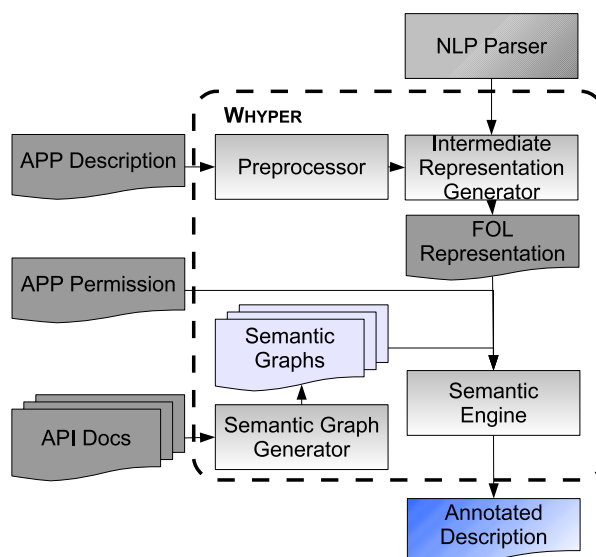 NLP Parser
WHYPER
APP Description
Preprocessor
Intermediate
Representation
Generator
FOL
Representation
APP Permission
Semantic
Graphs
Semantic
Engine
API Docs
Semantic Graph
Generator
Annotated
Description